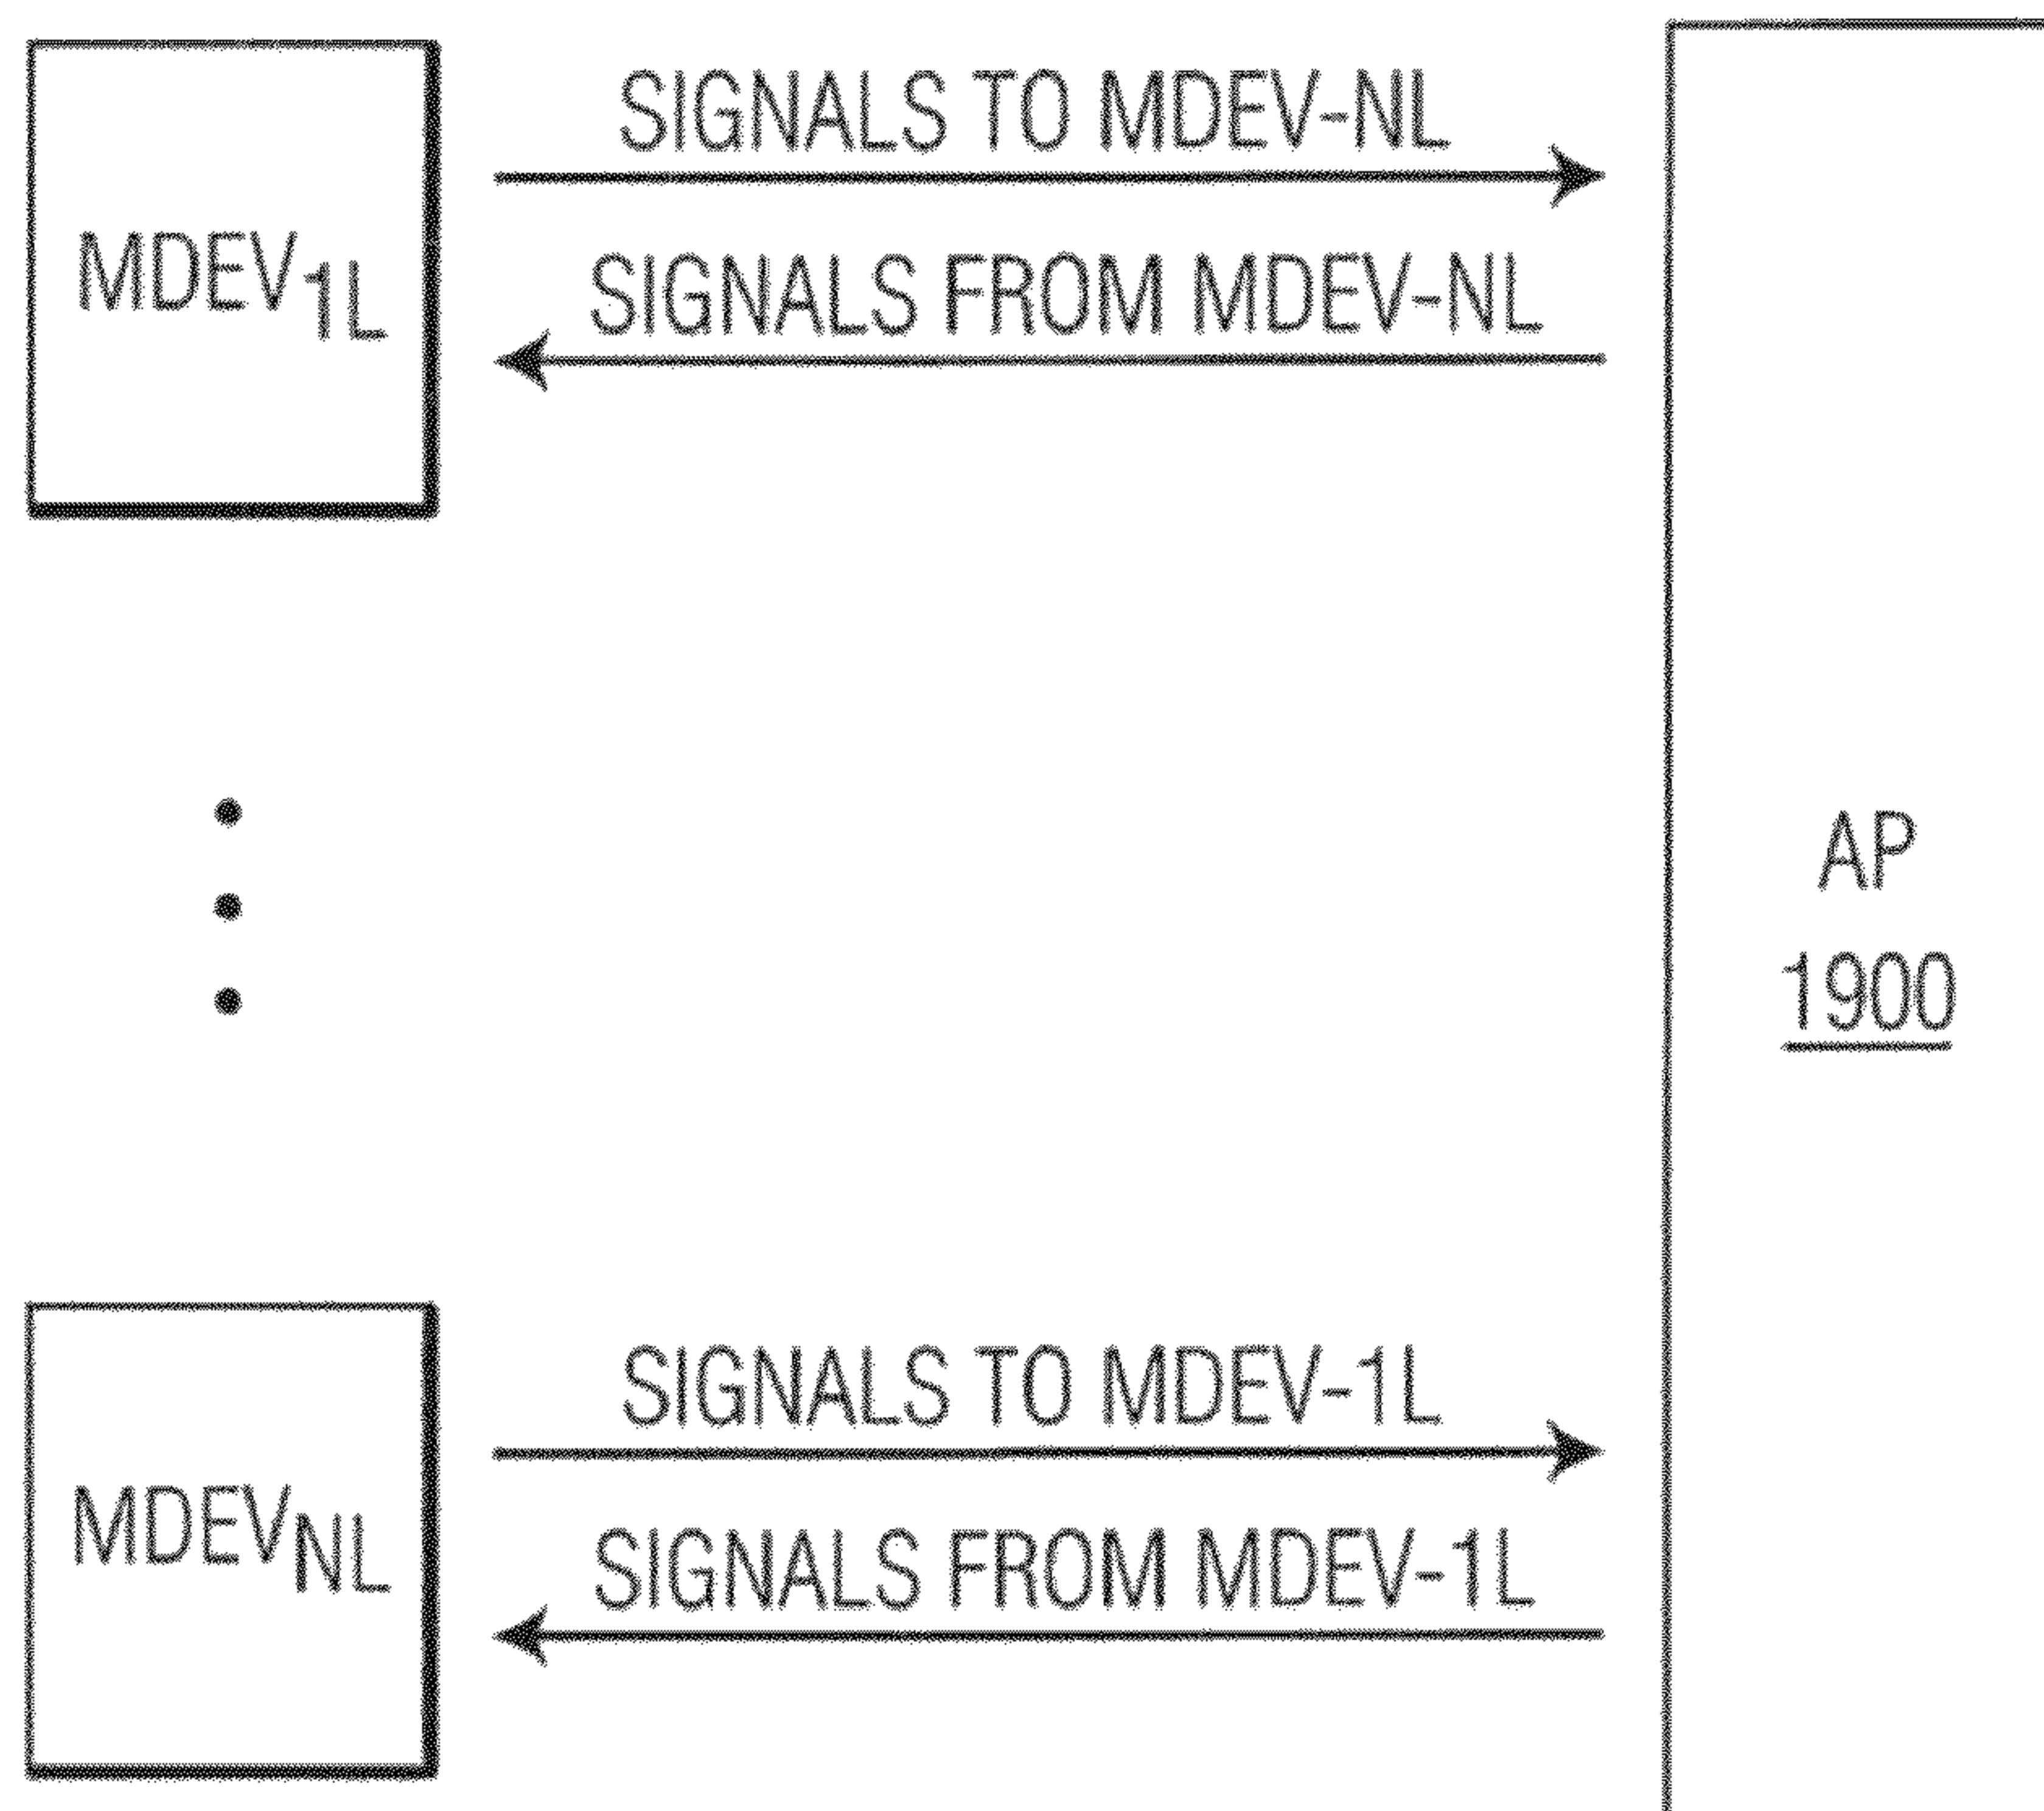 SIGNALS TO MDEV-NL
MDEV1L
SIGNALS FROM MDEV-NL
AP
1900
SIGNALS TO MDEV-1L
MDEVNL
SIGNALS FROM MDEV-1L